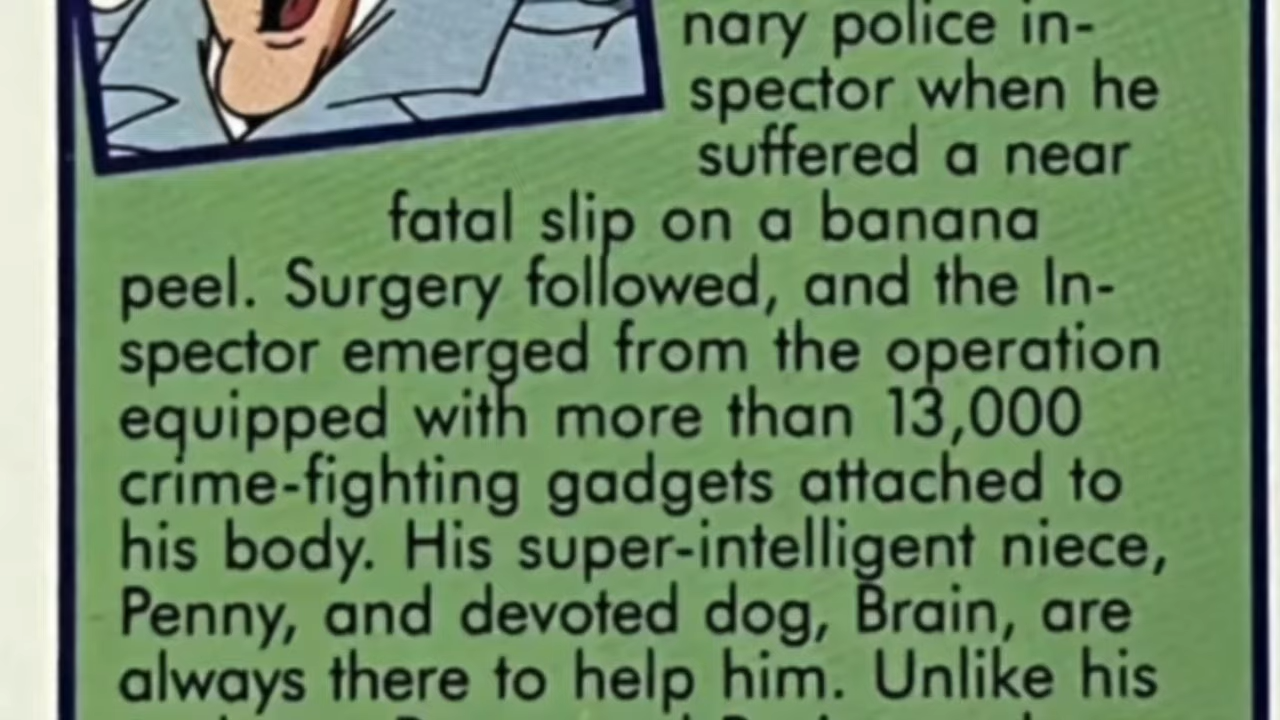 nary police in-
spector when he
suffered a near
fatal slip on a banana
peel. Surgery followed, and the In-
spector emerged from the operation
equipped with more than 13,000
crime-fighting gadgets attached to
his body. His super-intelligent niece,
Penny, and devoted dog, Brain, are
always there to help him. Unlike his